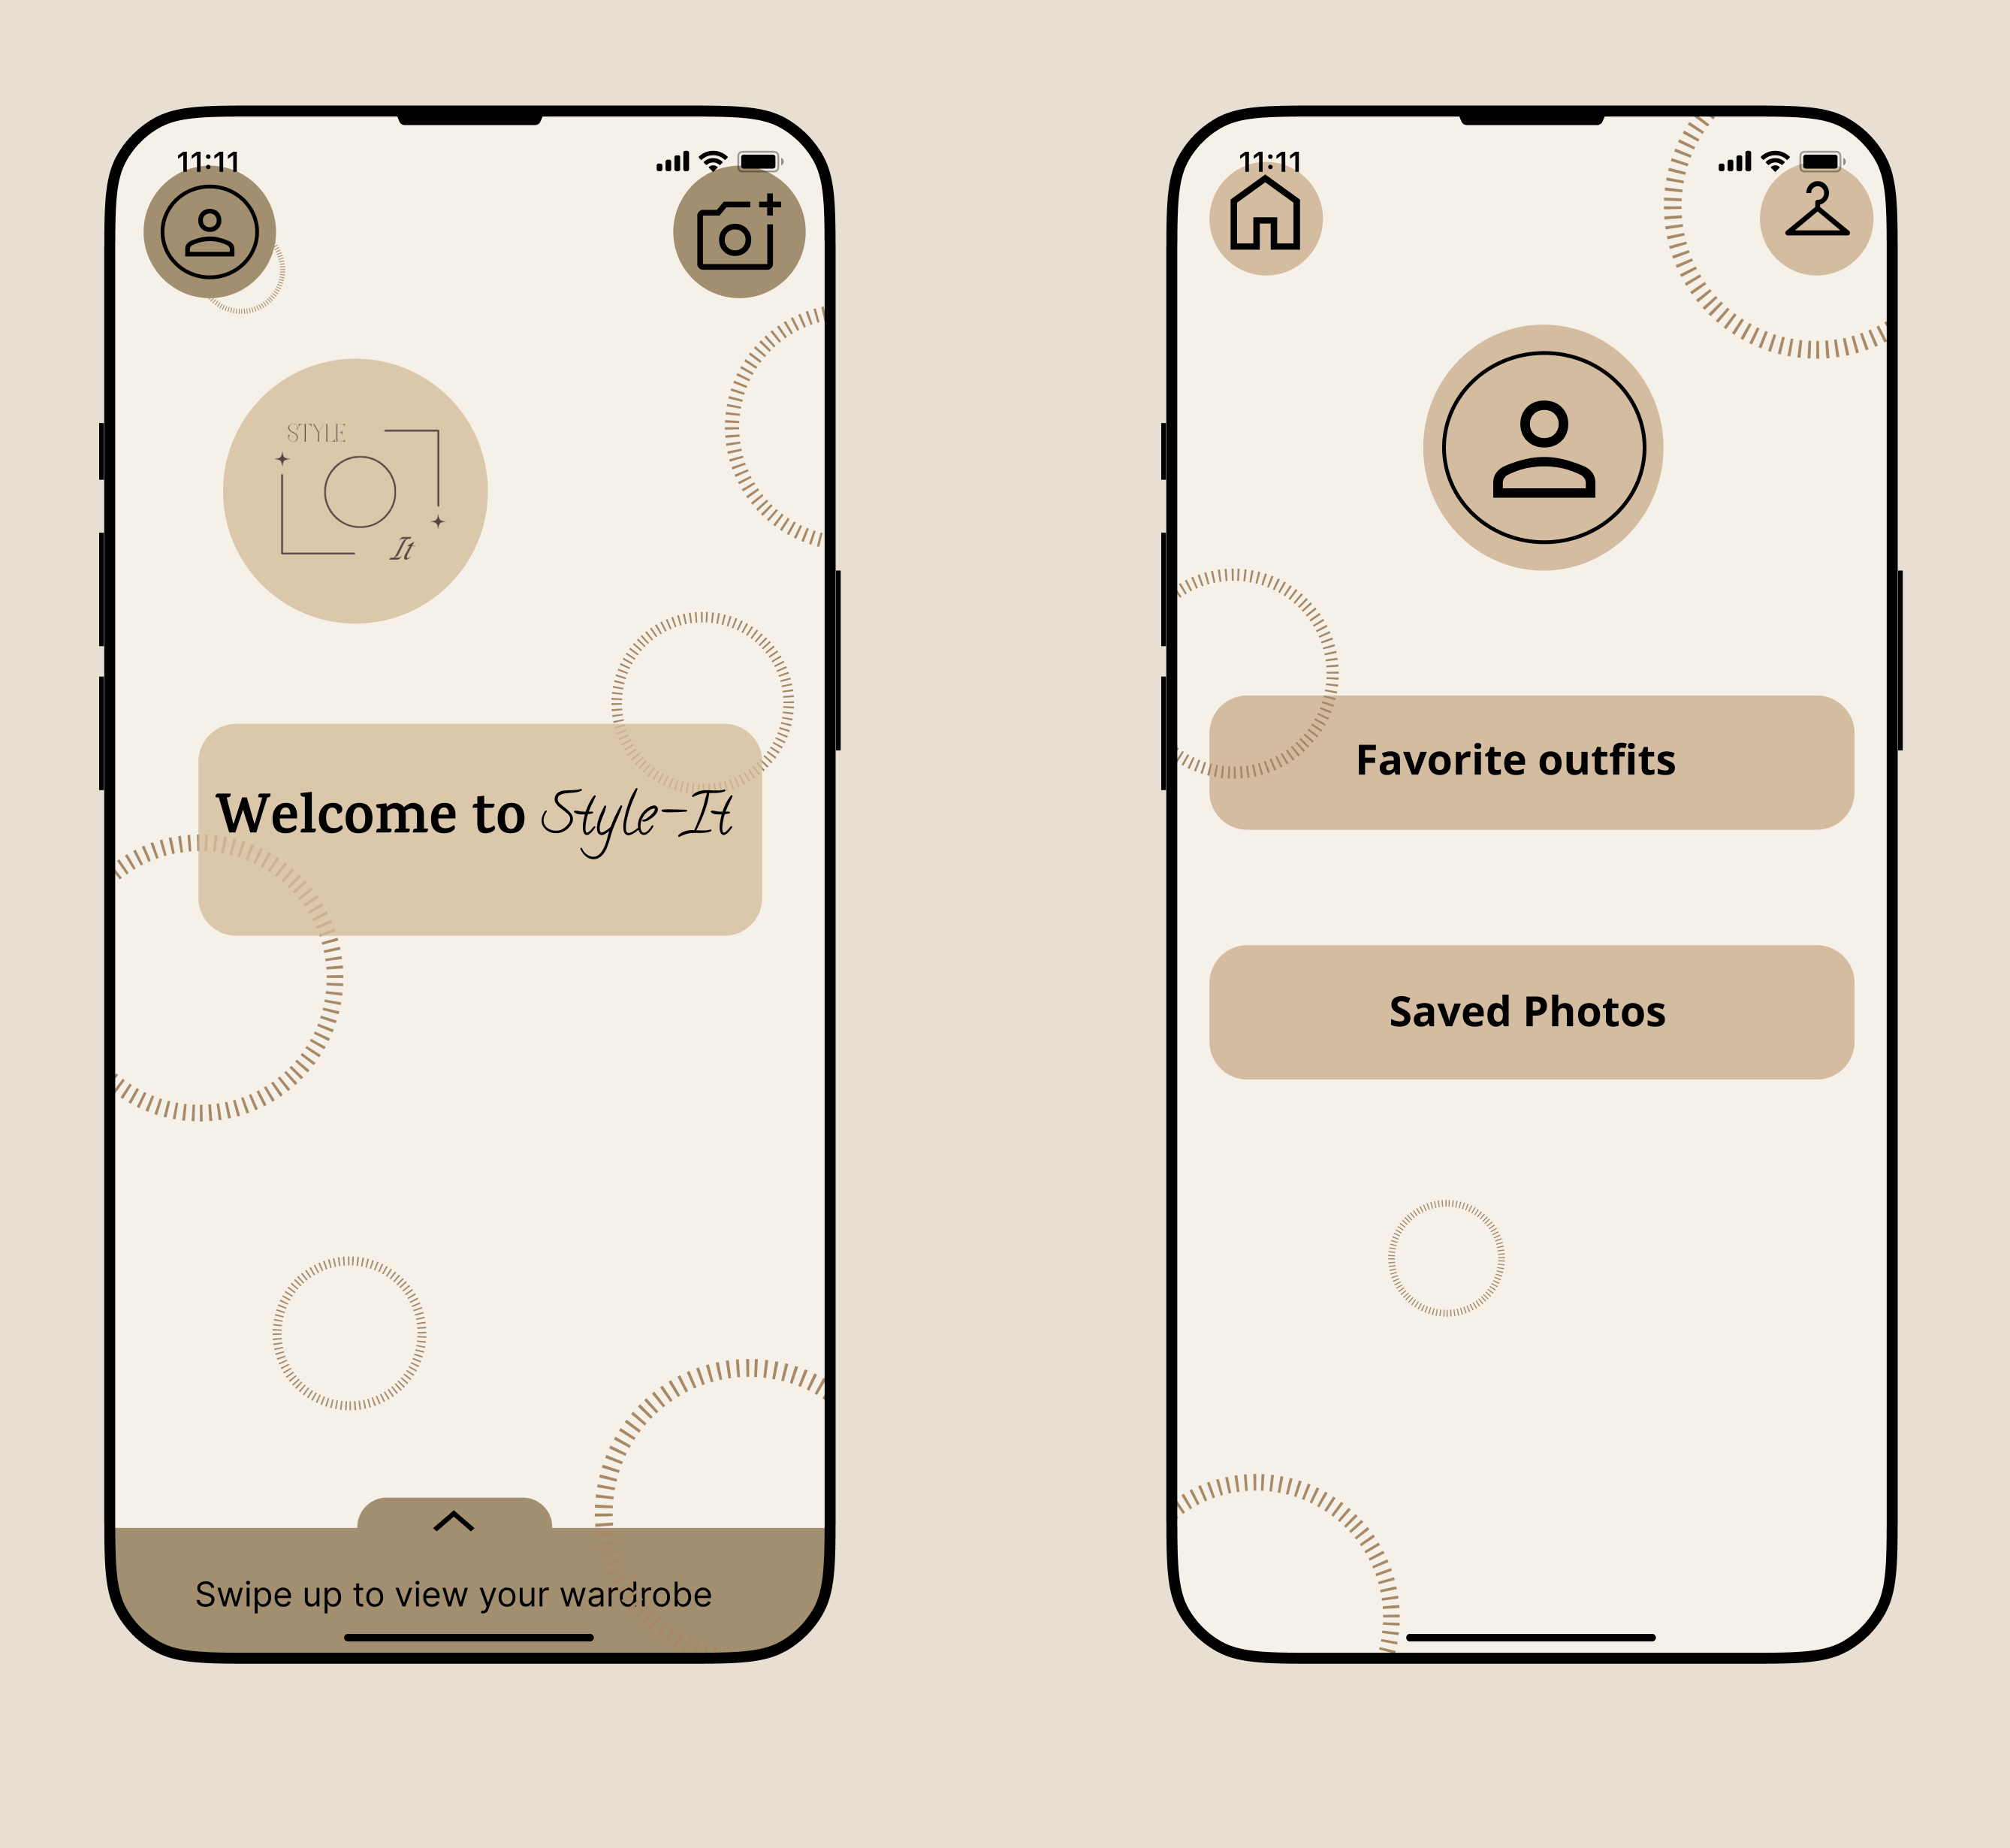 11:11
STYLE
It
Welcome to Style-It
Swipe up to view your wardrobe
11:11
Favorite outfits
Saved Photos